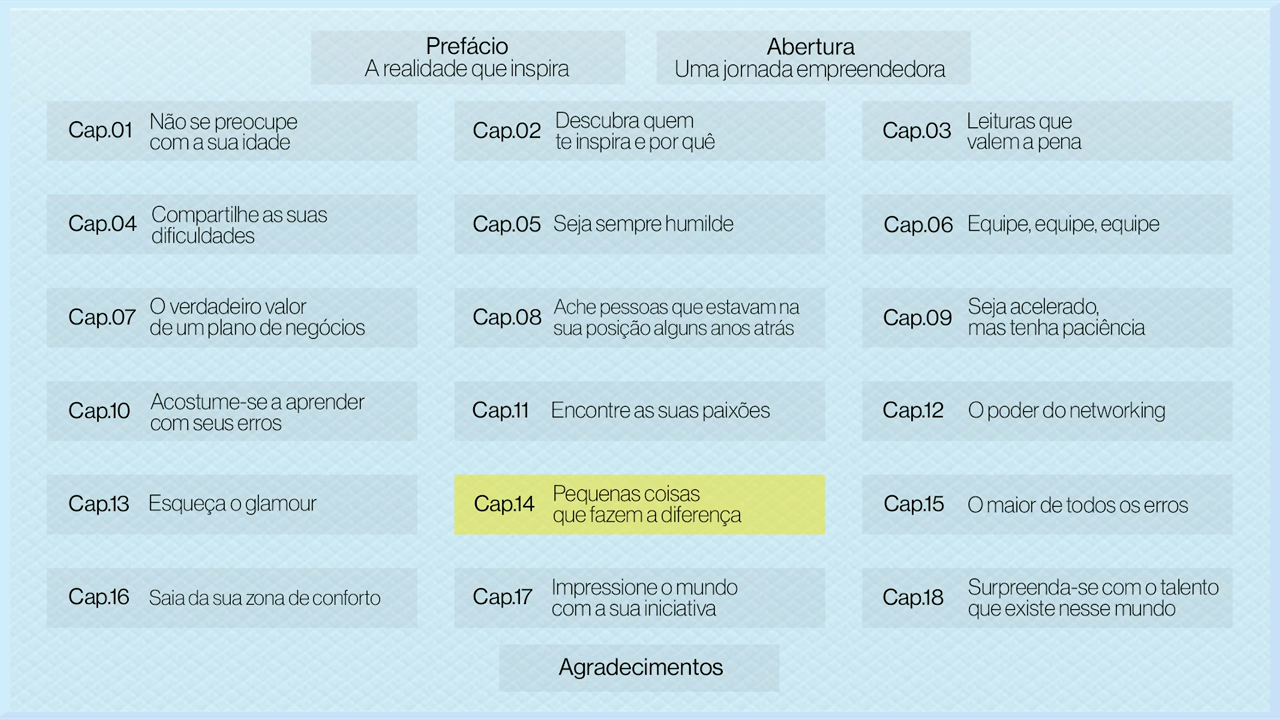 Prefácio
A realidade que inspira
Abertura
Uma jornada empreendedora
Cap.01
Não se preocupe
com a sua idade
Cap.02
Descubra quem
te inspira e por quê
Cap.03
Leituras que
valem a pena
Cap.04
Compartilhe as suas
dificuldades
Cap.05
Seja sempre humilde
Cap.06
Equipe, equipe, equipe
Cap.07
O verdadeiro valor
de um plano de negócios
Cap.08
Ache pessoas que estavam na
sua posição alguns anos atrás
Cap.09
Seja acelerado,
mas tenha paciência
Cap.10
Acostume-se a aprender
com seus erros
Cap.11
Encontre as suas paixões
Cap.12
O poder do networking
Cap.13
Esqueça o glamour
Cap.14
Pequenas coisas
que fazem a diferença
Cap.15
O maior de todos os erros
Cap.16
Saia da sua zona de conforto
Cap.17
Impressione o mundo
com a sua iniciativa
Cap.18
Surpreenda-se com o talento
que existe nesse mundo
Agradecimentos